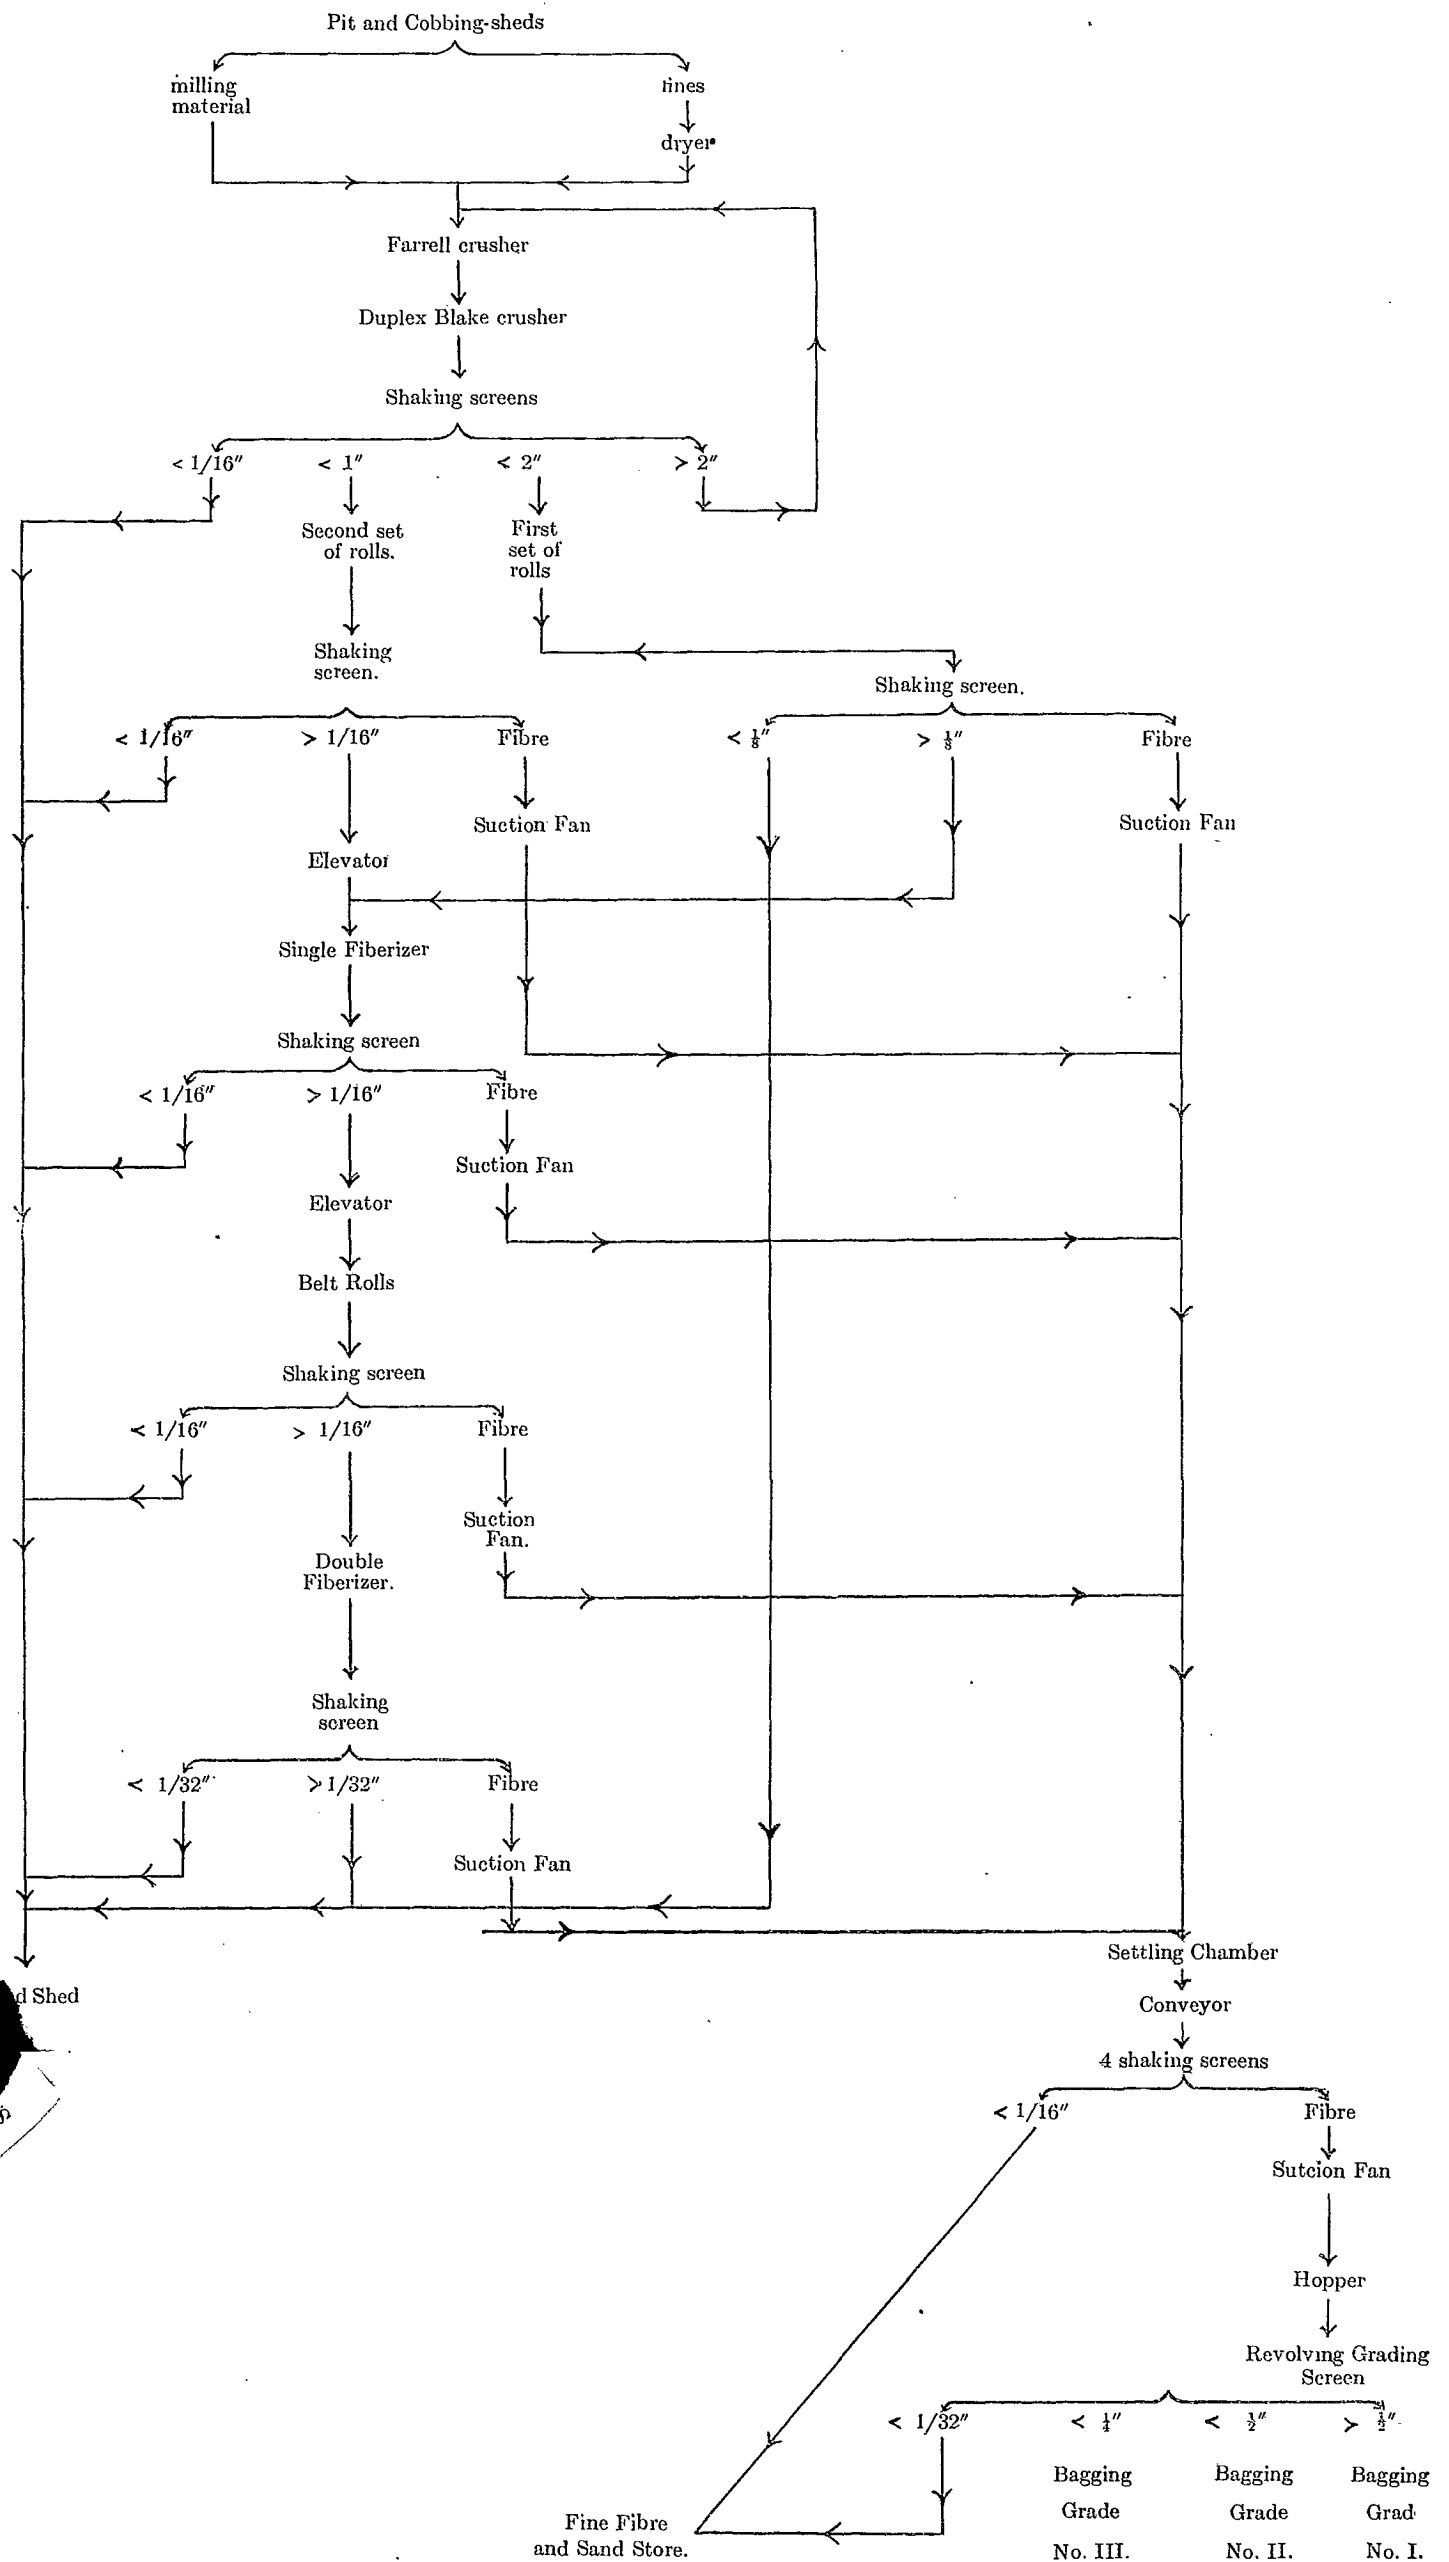 Pit and Cobbing-sheds
milling
material
fines
dryer
Farrell crusher
Duplex Blake crusher
Shaking screens
< 1/16″
< 1″
< 2″
> 2″
Second set
of rolls.
First
set of
rolls
Shaking
screen.
Shaking screen.
< 1/16″
> 1/16″
Fibre
< ⅛″
> ⅛″
Fibre
Suction Fan
Suction Fan
Elevator
Single Fiberizer
Shaking screen
< 1/16″
> 1/16″
Fibre
Suction Fan
Elevator
Belt Rolls
Shaking screen
< 1/16″
> 1/16″
Fibre
Suction
Fan.
Double
Fiberizer.
Shaking
screen
< 1/32″
> 1/32″
Fibre
Suction Fan
Settling Chamber
d Shed
Conveyor
4 shaking screens
< 1/16″
Fibre
Sutcion Fan
Hopper
Revolving Grading
Screen
< 1/32″
< ¼″
< ½″
> ½″
Bagging
Grade
No. III.
Bagging
Grade
No. II.
Bagging
Grad
No. I.
Fine Fibre
and Sand Store.